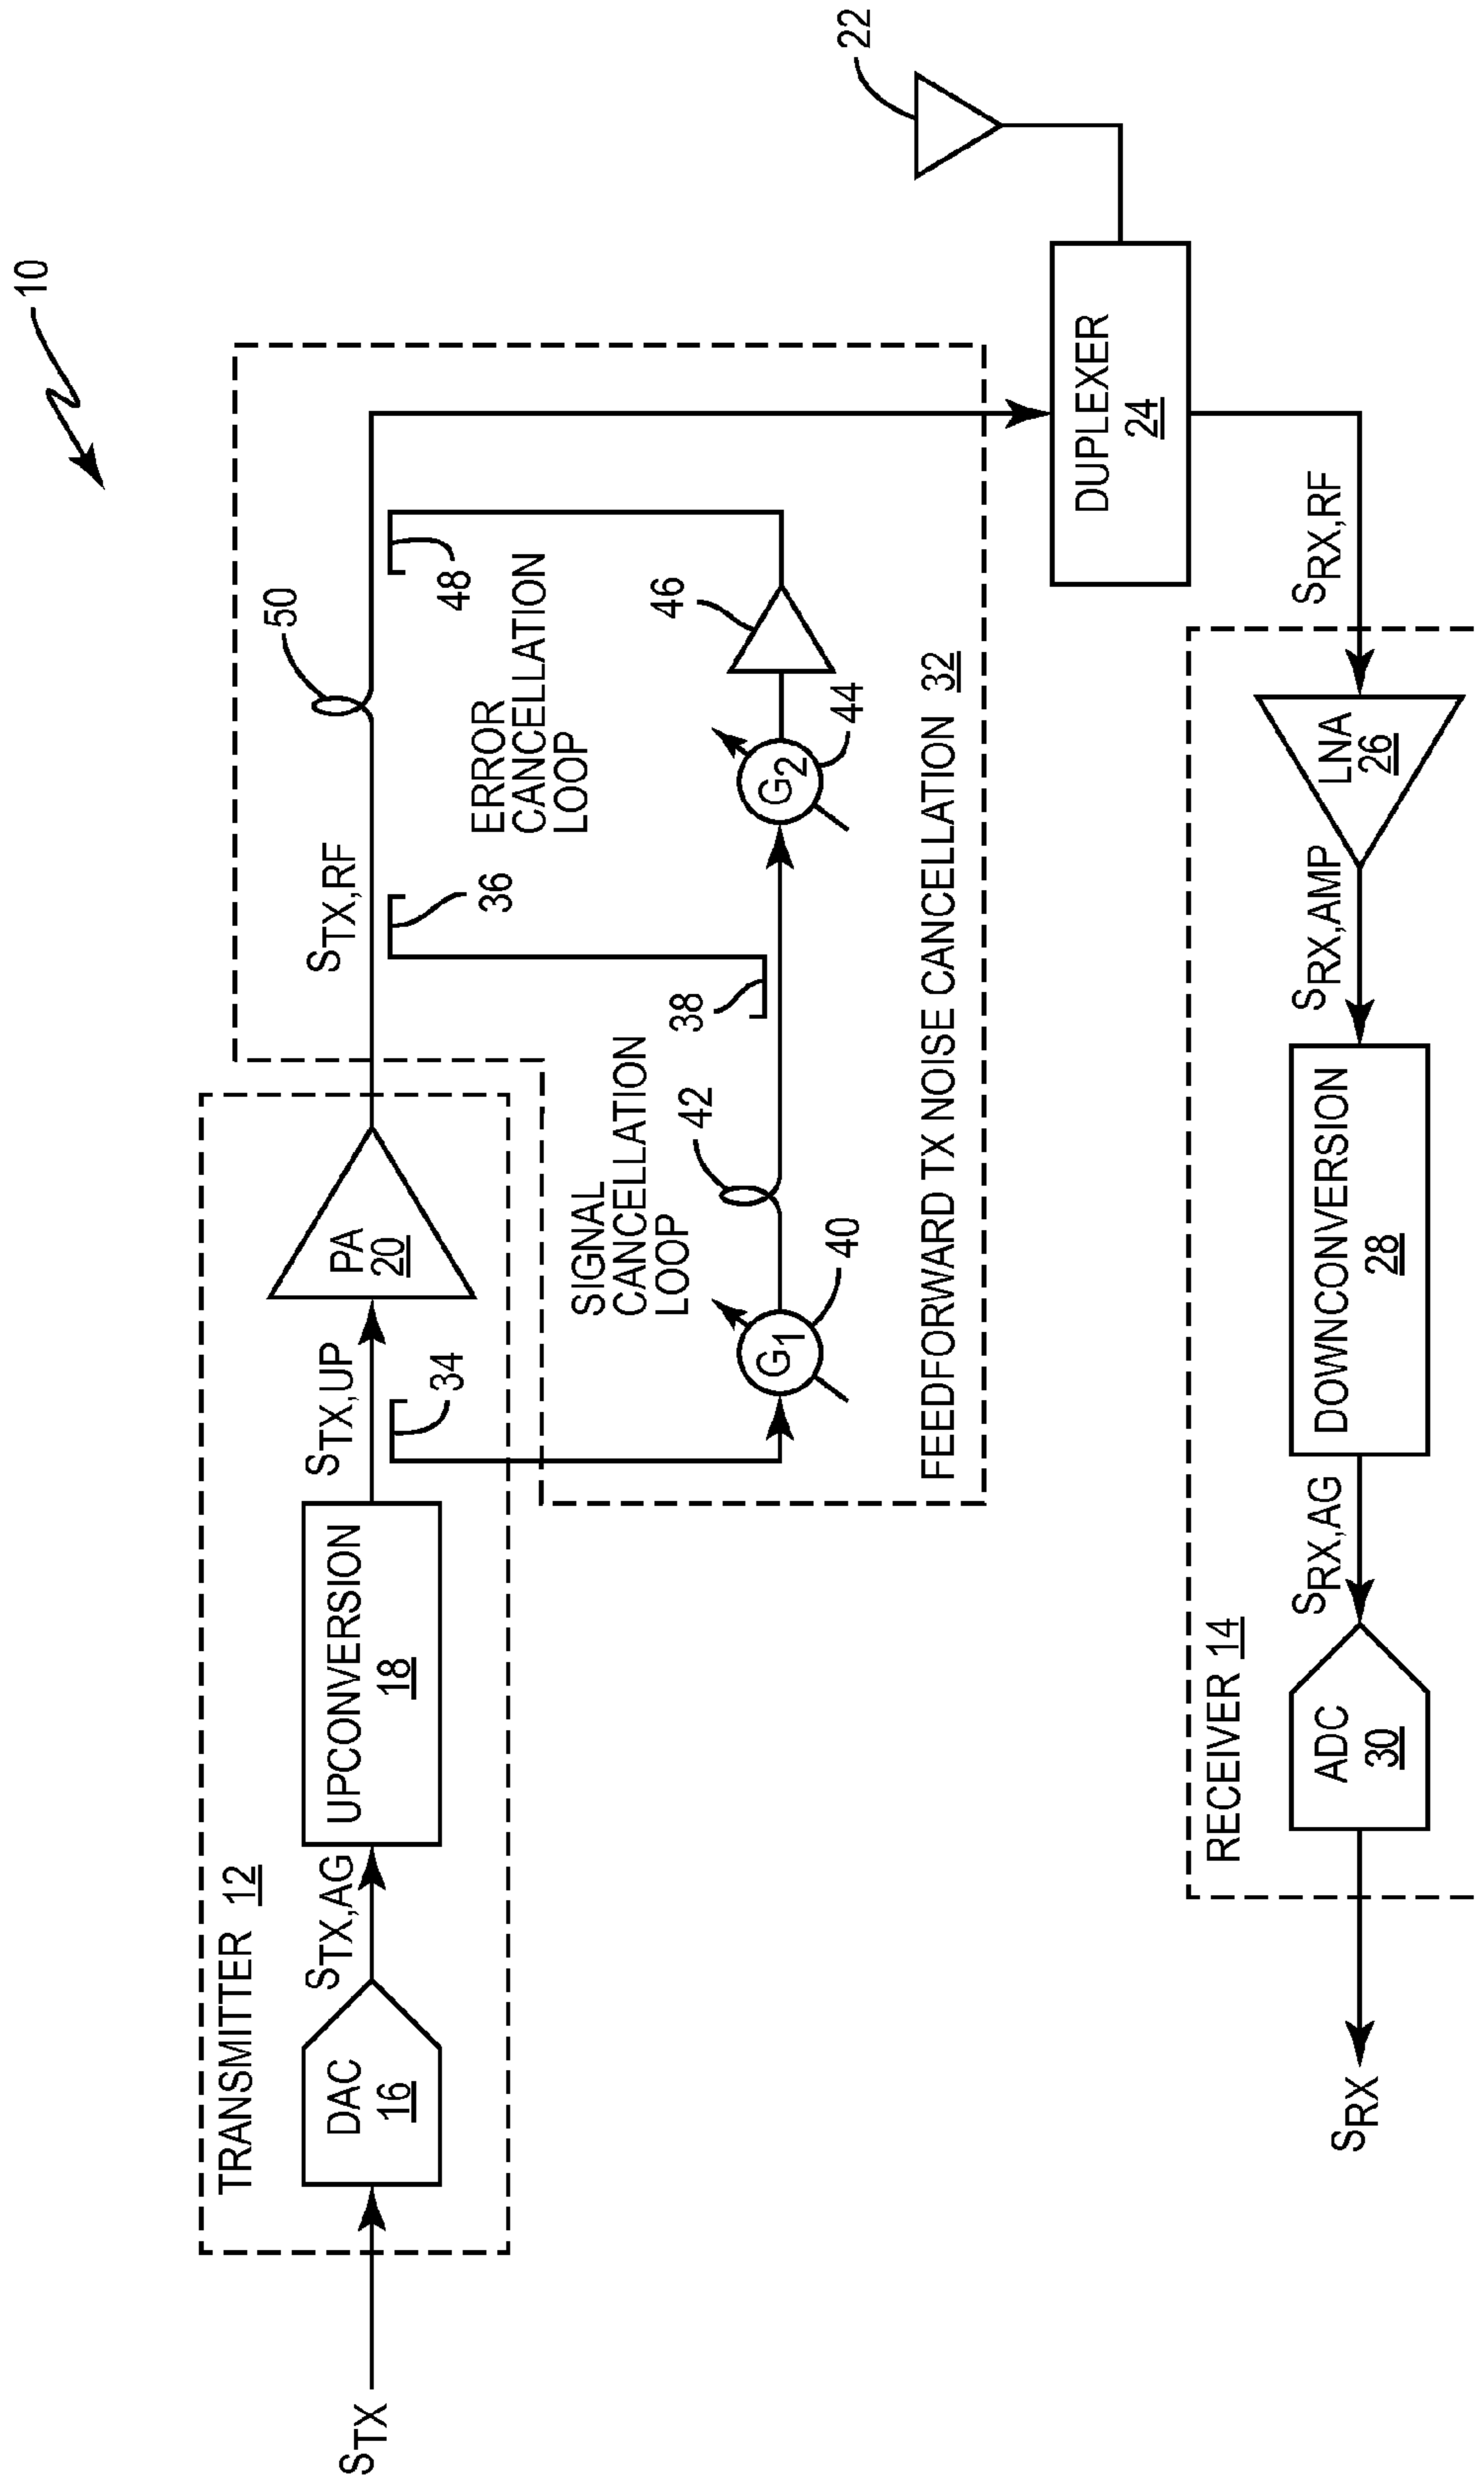 10
TRANSMITTER 12
STX
DAC
16
STX,AG
UPCONVERSION
18
STX,UP
34
PA
20
STX,RF
50
36
48
ERROR
CANCELLATION
LOOP
SIGNAL
CANCELLATION
LOOP
42
38
46
G1
40
G2
44
FEEDFORWARD TX NOISE CANCELLATION 32
22
DUPLEXER
24
RECEIVER 14
SRX
ADC
30
SRX,AG
DOWNCONVERSION
28
SRX,AMP
LNA
26
SRX,RF